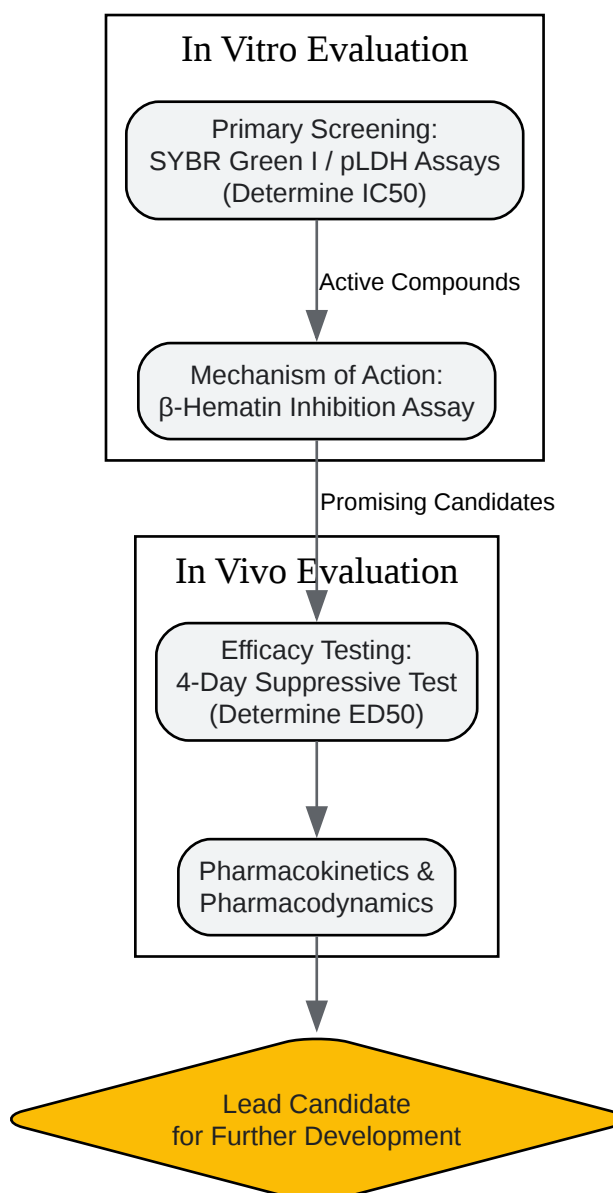 In Vitro Evaluation
Primary Screening:
SYBR Green I / pLDH Assays
(Determine IC50)
Active Compounds
Mechanism of Action:
β-Hematin Inhibition Assay
Promising Candidates
In Vivo Evaluation
Efficacy Testing:
4-Day Suppressive Test
(Determine ED50)
Pharmacokinetics &
Pharmacodynamics
Lead Candidate
for Further Development